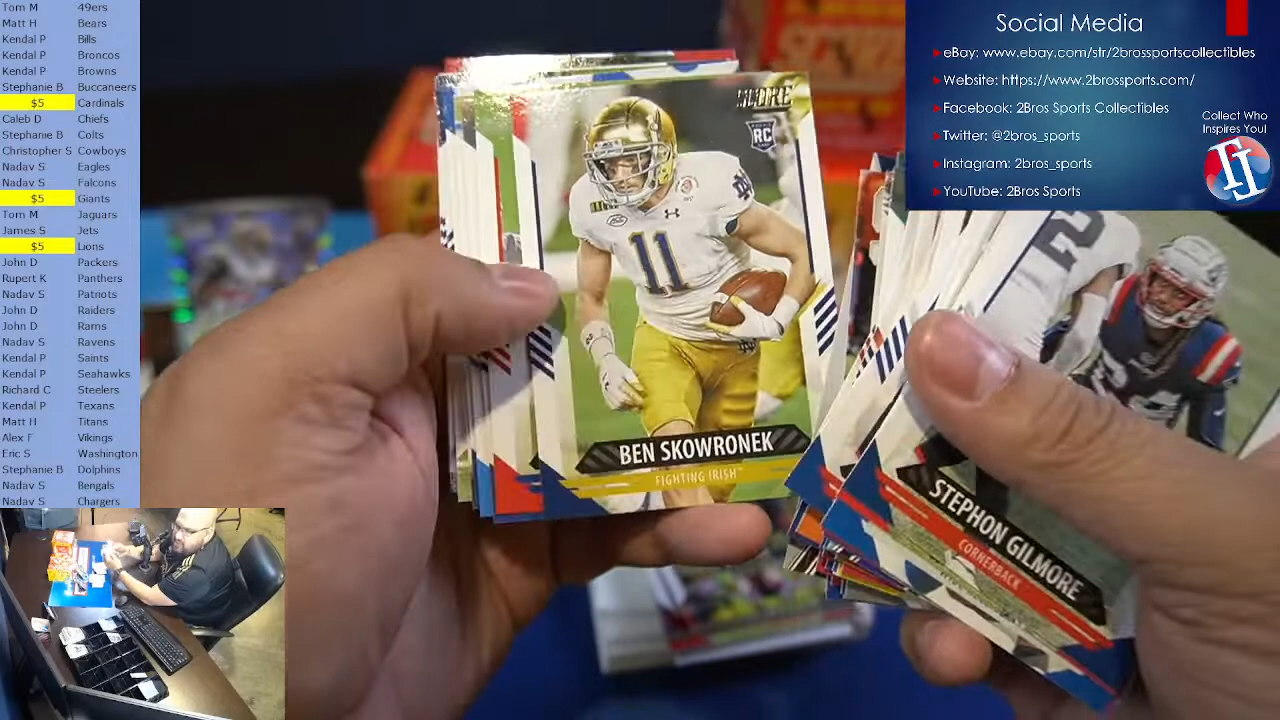 Tom M 49ers
Matt H Bears
Kendal P Bills
Kendal P Broncos
Kendal P Browns
Stephanie B Buccaneers
$5 Cardinals
Caleb D Chiefs
Stephanie B Colts
Christopher S Cowboys
Nadav S Eagles
Nadav S Falcons
$5 Giants
Tom M Jaguars
James S Jets
$5 Lions
John D Packers
Rupert K Panthers
Nadav S Patriots
John D Raiders
John D Rams
Nadav S Ravens
Kendal P Saints
Kendal P Seahawks
Richard C Steelers
Kendal P Texans
Matt H Titans
Alex F Vikings
Eric S Washington
Stephanie B Dolphins
Nadav S Bengals
Nadav S Chargers
Social Media
eBay: www.ebay.com/str/2brossportscollectibles
Website: https://www.2brossports.com/
Facebook: 2Bros Sports Collectibles
Twitter: @2bros_sports
Instagram: 2bros_sports
YouTube: 2Bros Sports
Collect Who
Inspires You!
SCORE
RC
11
BEN SKOWRONEK
FIGHTING IRISH
2
STEPHON GILMORE
CORNERBACK